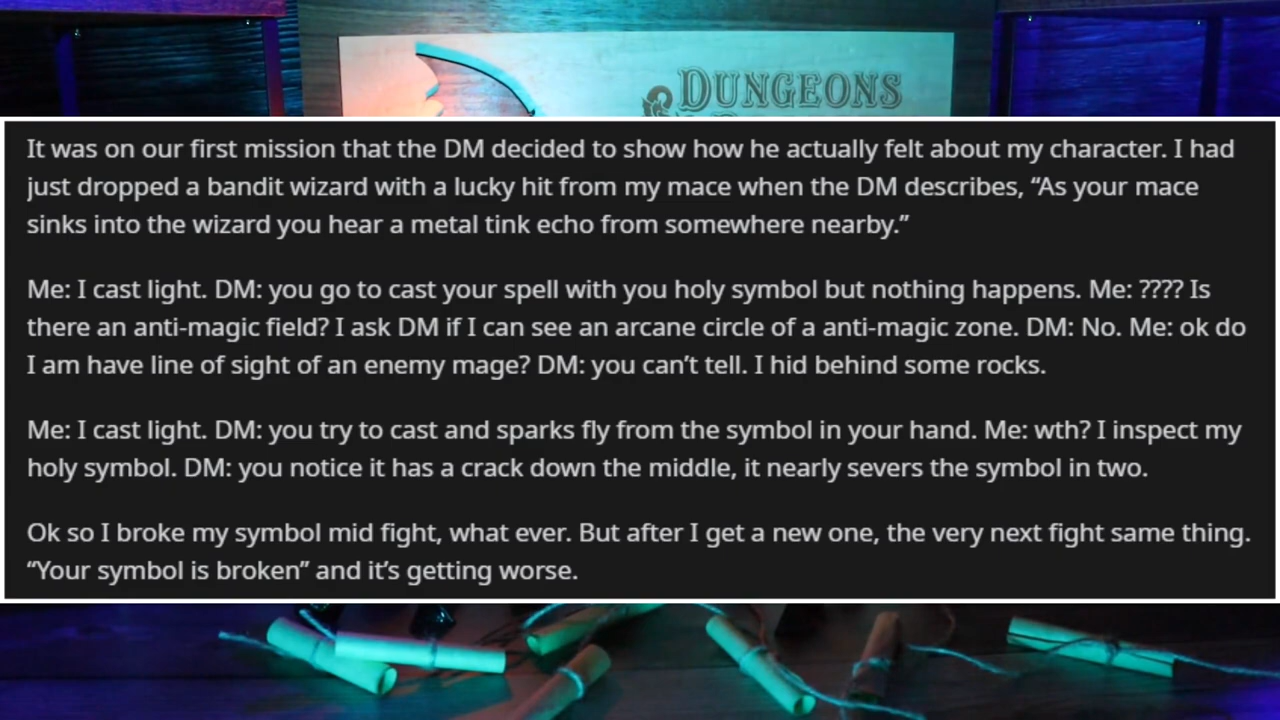 DUNGEONS
It was on our first mission that the DM decided to show how he actually felt about my character. I had
just dropped a bandit wizard with a lucky hit from my mace when the DM describes, “As your mace
sinks into the wizard you hear a metal tink echo from somewhere nearby.”
Me: I cast light. DM: you go to cast your spell with you holy symbol but nothing happens. Me: ???? Is
there an anti-magic field? I ask DM if I can see an arcane circle of a anti-magic zone. DM: No. Me: ok do
I am have line of sight of an enemy mage? DM: you can’t tell. I hid behind some rocks.
Me: I cast light. DM: you try to cast and sparks fly from the symbol in your hand. Me: wth? I inspect my
holy symbol. DM: you notice it has a crack down the middle, it nearly severs the symbol in two.
Ok so I broke my symbol mid fight, what ever. But after I get a new one, the very next fight same thing.
“Your symbol is broken” and it’s getting worse.